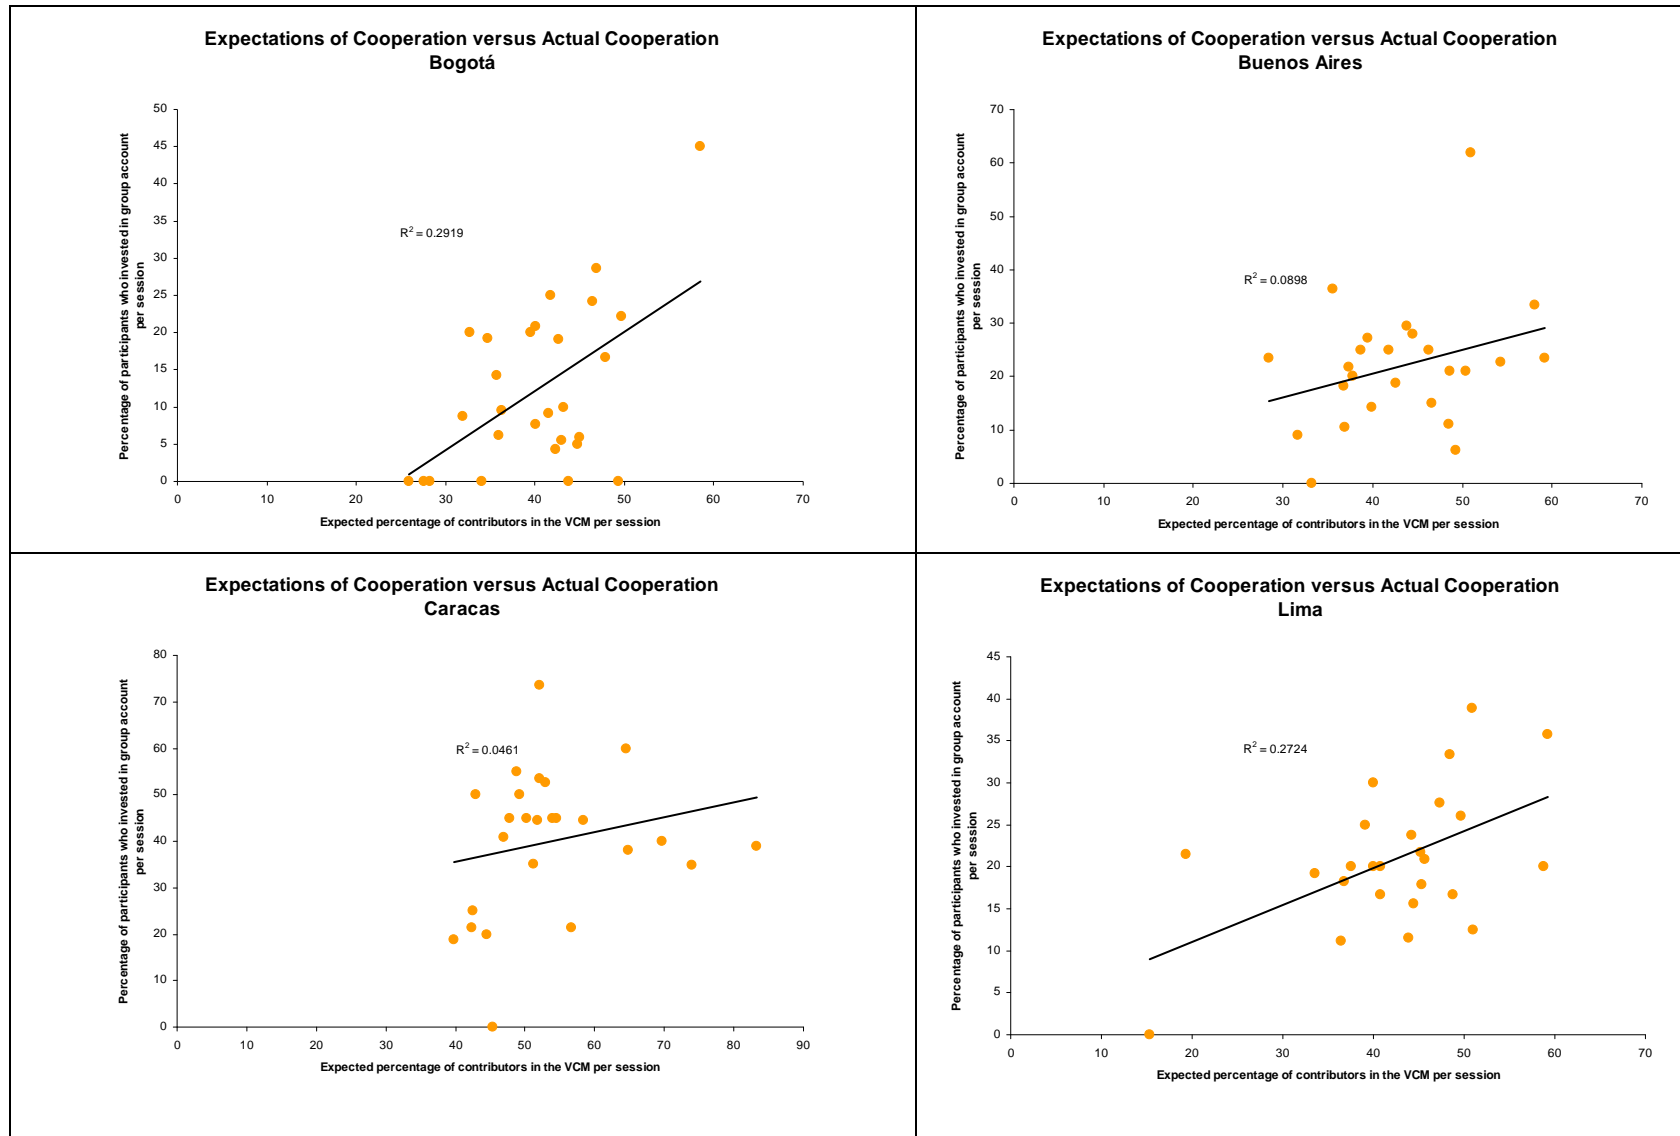 Expectations of Cooperation versus Actual Cooperation
Bogotá
Percentage of participants who invested in group account
per session
50
45
40
35
30
25
20
15
10
5
0
R2 = 0.2919
0 10 20 30 40 50 60 70
Expected percentage of contributors in the VCM per session
Expectations of Cooperation versus Actual Cooperation
Buenos Aires
Percentage of participants who invested in group account
per session
70
60
50
40
30
20
10
0
R2 = 0.0898
0 10 20 30 40 50 60 70
Expected percentage of contributors in the VCM per session
Expectations of Cooperation versus Actual Cooperation
Caracas
Percentage of participants who invested in group account
per session
80
70
60
50
40
30
20
10
0
R2 = 0.0461
0 10 20 30 40 50 60 70 80 90
Expected percentage of contributors in the VCM per session
Expectations of Cooperation versus Actual Cooperation
Lima
Percentage of participants who invested in group account
per session
45
40
35
30
25
20
15
10
5
0
R2 = 0.2724
0 10 20 30 40 50 60 70
Expected percentage of contributors in the VCM per session